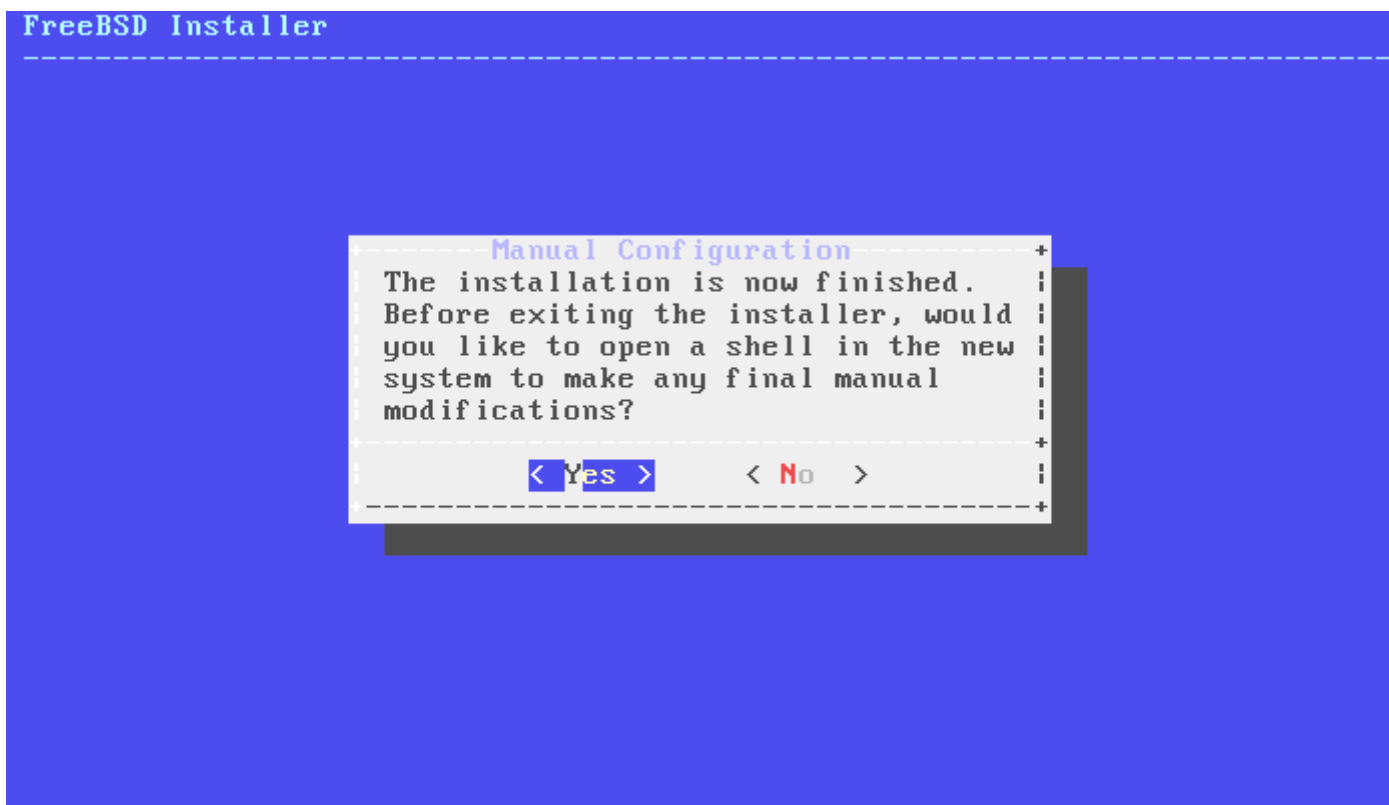 FreeBSD Installer
Manual Configuration
The installation is now finished.
Before exiting the installer, would
you like to open a shell in the new
system to make any final manual
modifications?
< Yes > < No >